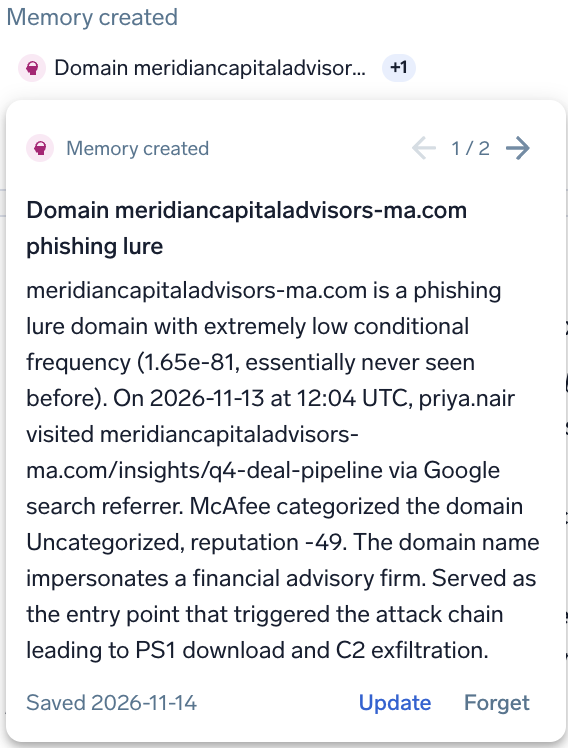 Memory created
Domain meridiancapitaladvisor... +1
Memory created 1 / 2
Domain meridiancapitaladvisors-ma.com
phishing lure
meridiancapitaladvisors-ma.com is a phishing
lure domain with extremely low conditional
frequency (1.65e-81, essentially never seen
before). On 2026-11-13 at 12:04 UTC, priya.nair
visited meridiancapitaladvisors-
ma.com/insights/q4-deal-pipeline via Google
search referrer. McAfee categorized the domain
Uncategorized, reputation -49. The domain name
impersonates a financial advisory firm. Served as
the entry point that triggered the attack chain
leading to PS1 download and C2 exfiltration.
Saved 2026-11-14 Update Forget